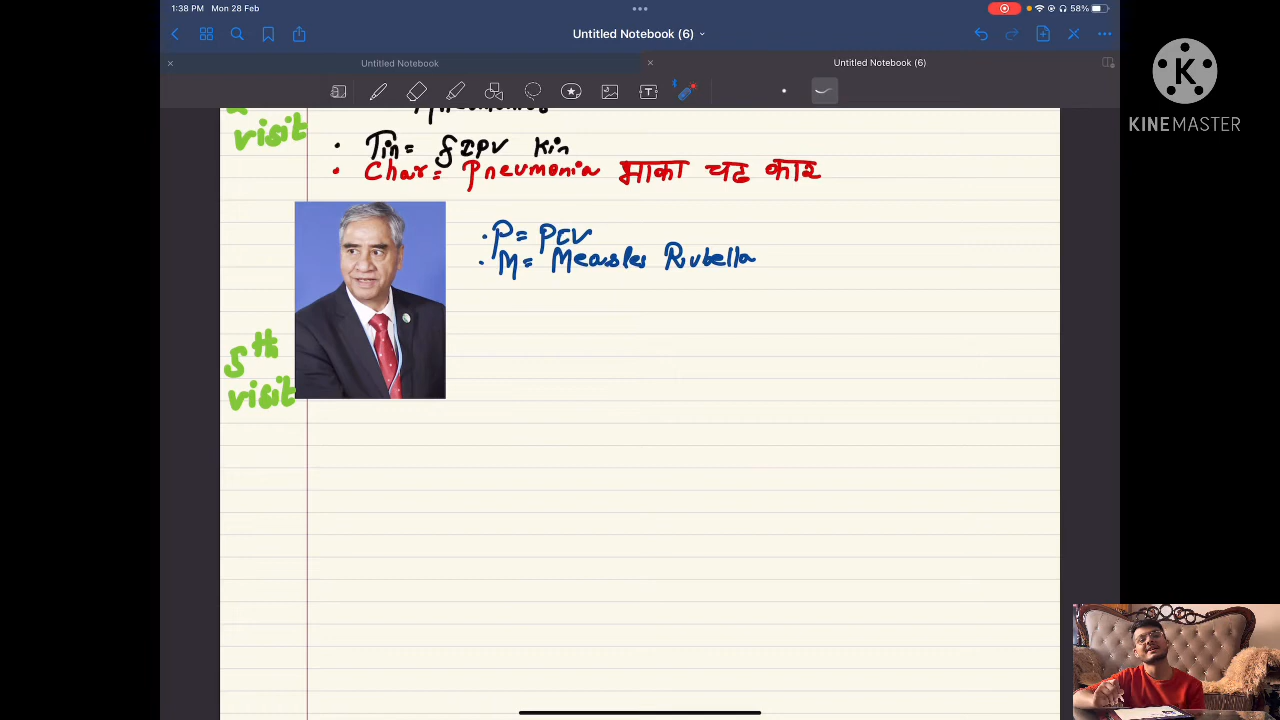 1:38 PM Mon 28 Feb
58%
Untitled Notebook (6)
Untitled Notebook
Untitled Notebook (6)
K
KINEMASTER
visit
• Tin = fIPV Kin
• Char = Pneumonia भाका चढ कार
• P = PCV
• M = Measles Rubella
5th
visit